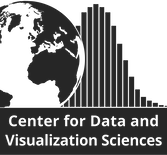 Center for Data and
Visualization Sciences